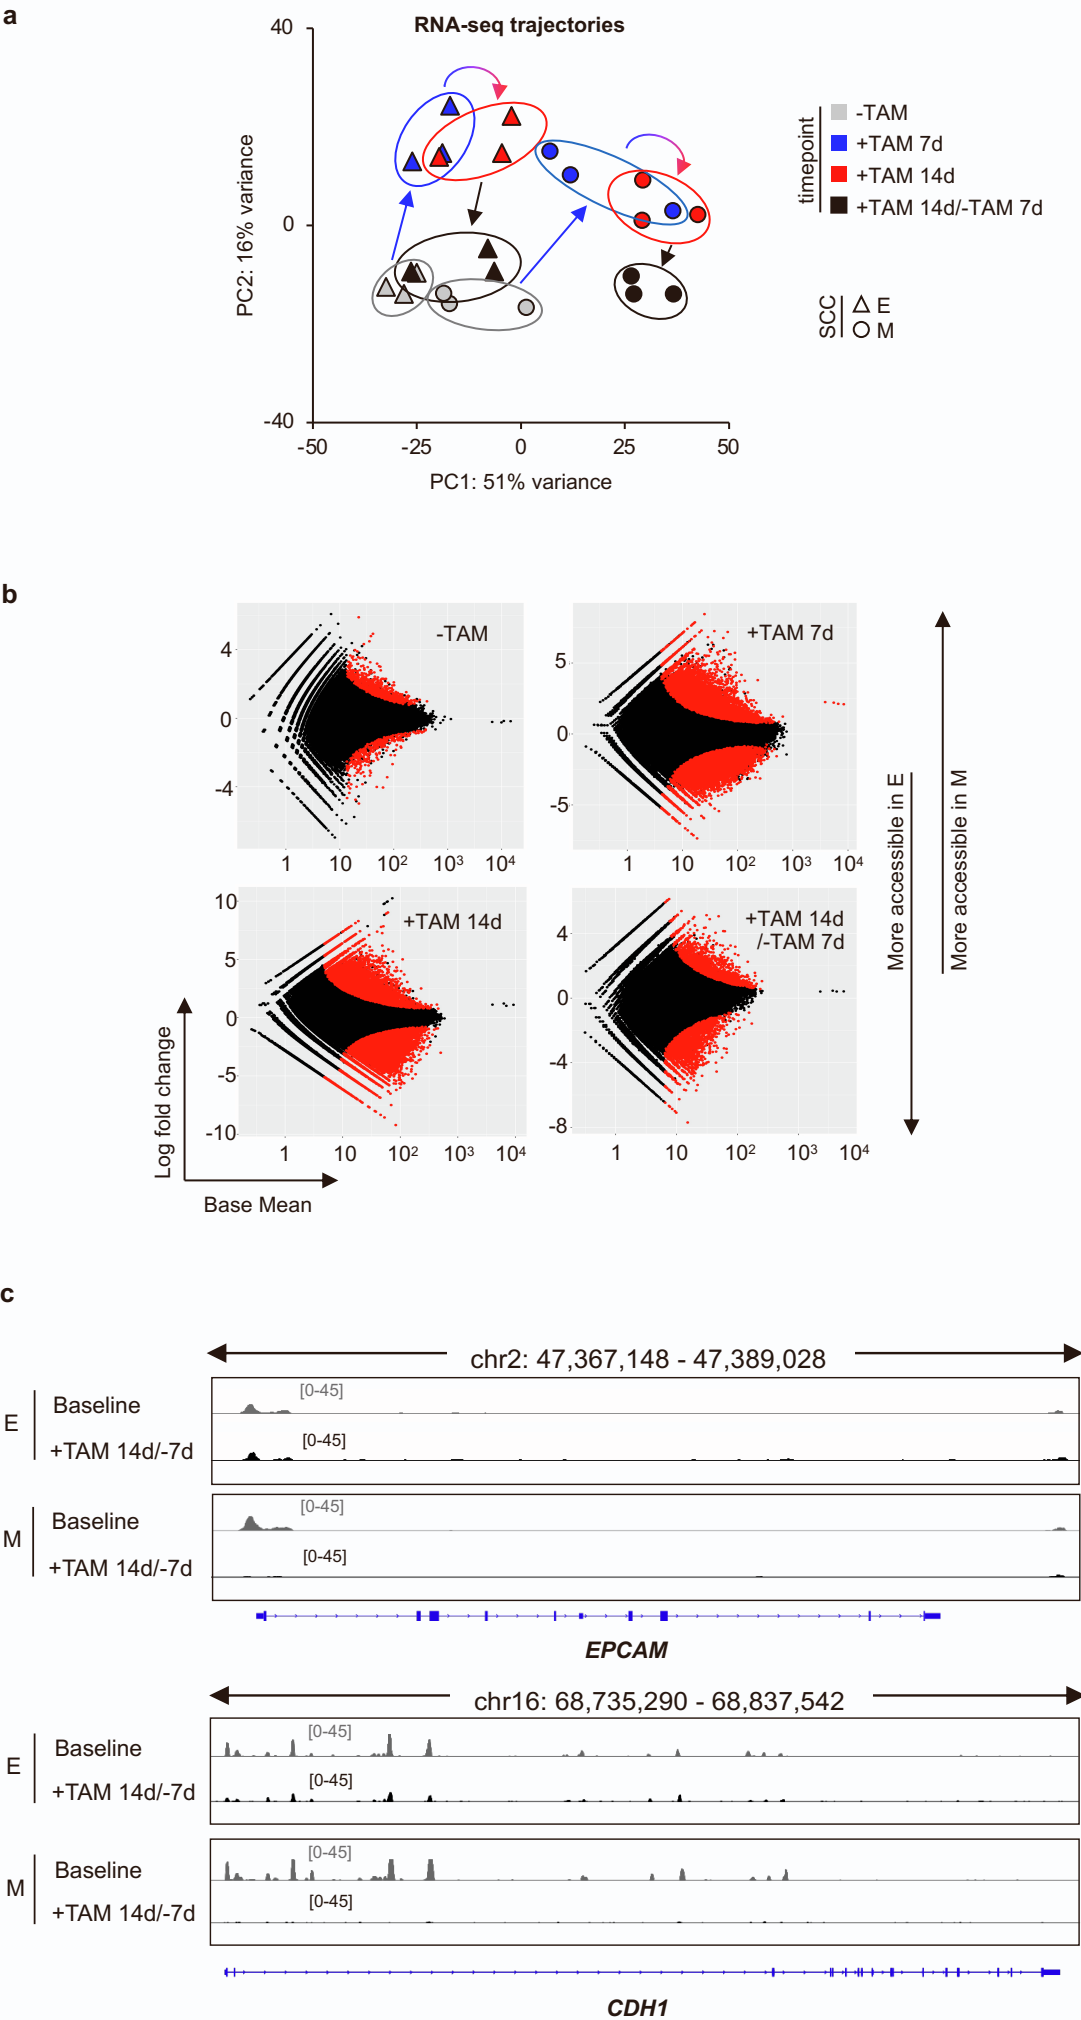 a
RNA-seq trajectories
40
0
-40
PC2: 16% variance
-50
-25
0
25
50
PC1: 51% variance
timepoint
-TAM
+TAM 7d
+TAM 14d
+TAM 14d/-TAM 7d
SCC
E
M
b
-TAM
4
0
-4
1
10
10²
10³
10⁴
+TAM 7d
5
0
-5
1
10
10²
10³
10⁴
+TAM 14d
10
5
0
-5
-10
1
10
10²
10³
10⁴
+TAM 14d
/-TAM 7d
4
0
-4
-8
1
10
10²
10³
10⁴
Log fold change
Base Mean
More accessible in E
More accessible in M
c
chr2: 47,367,148 - 47,389,028
E
Baseline
[0-45]
+TAM 14d/-7d
[0-45]
M
Baseline
[0-45]
+TAM 14d/-7d
[0-45]
EPCAM
chr16: 68,735,290 - 68,837,542
E
Baseline
[0-45]
+TAM 14d/-7d
[0-45]
M
Baseline
[0-45]
+TAM 14d/-7d
[0-45]
CDH1